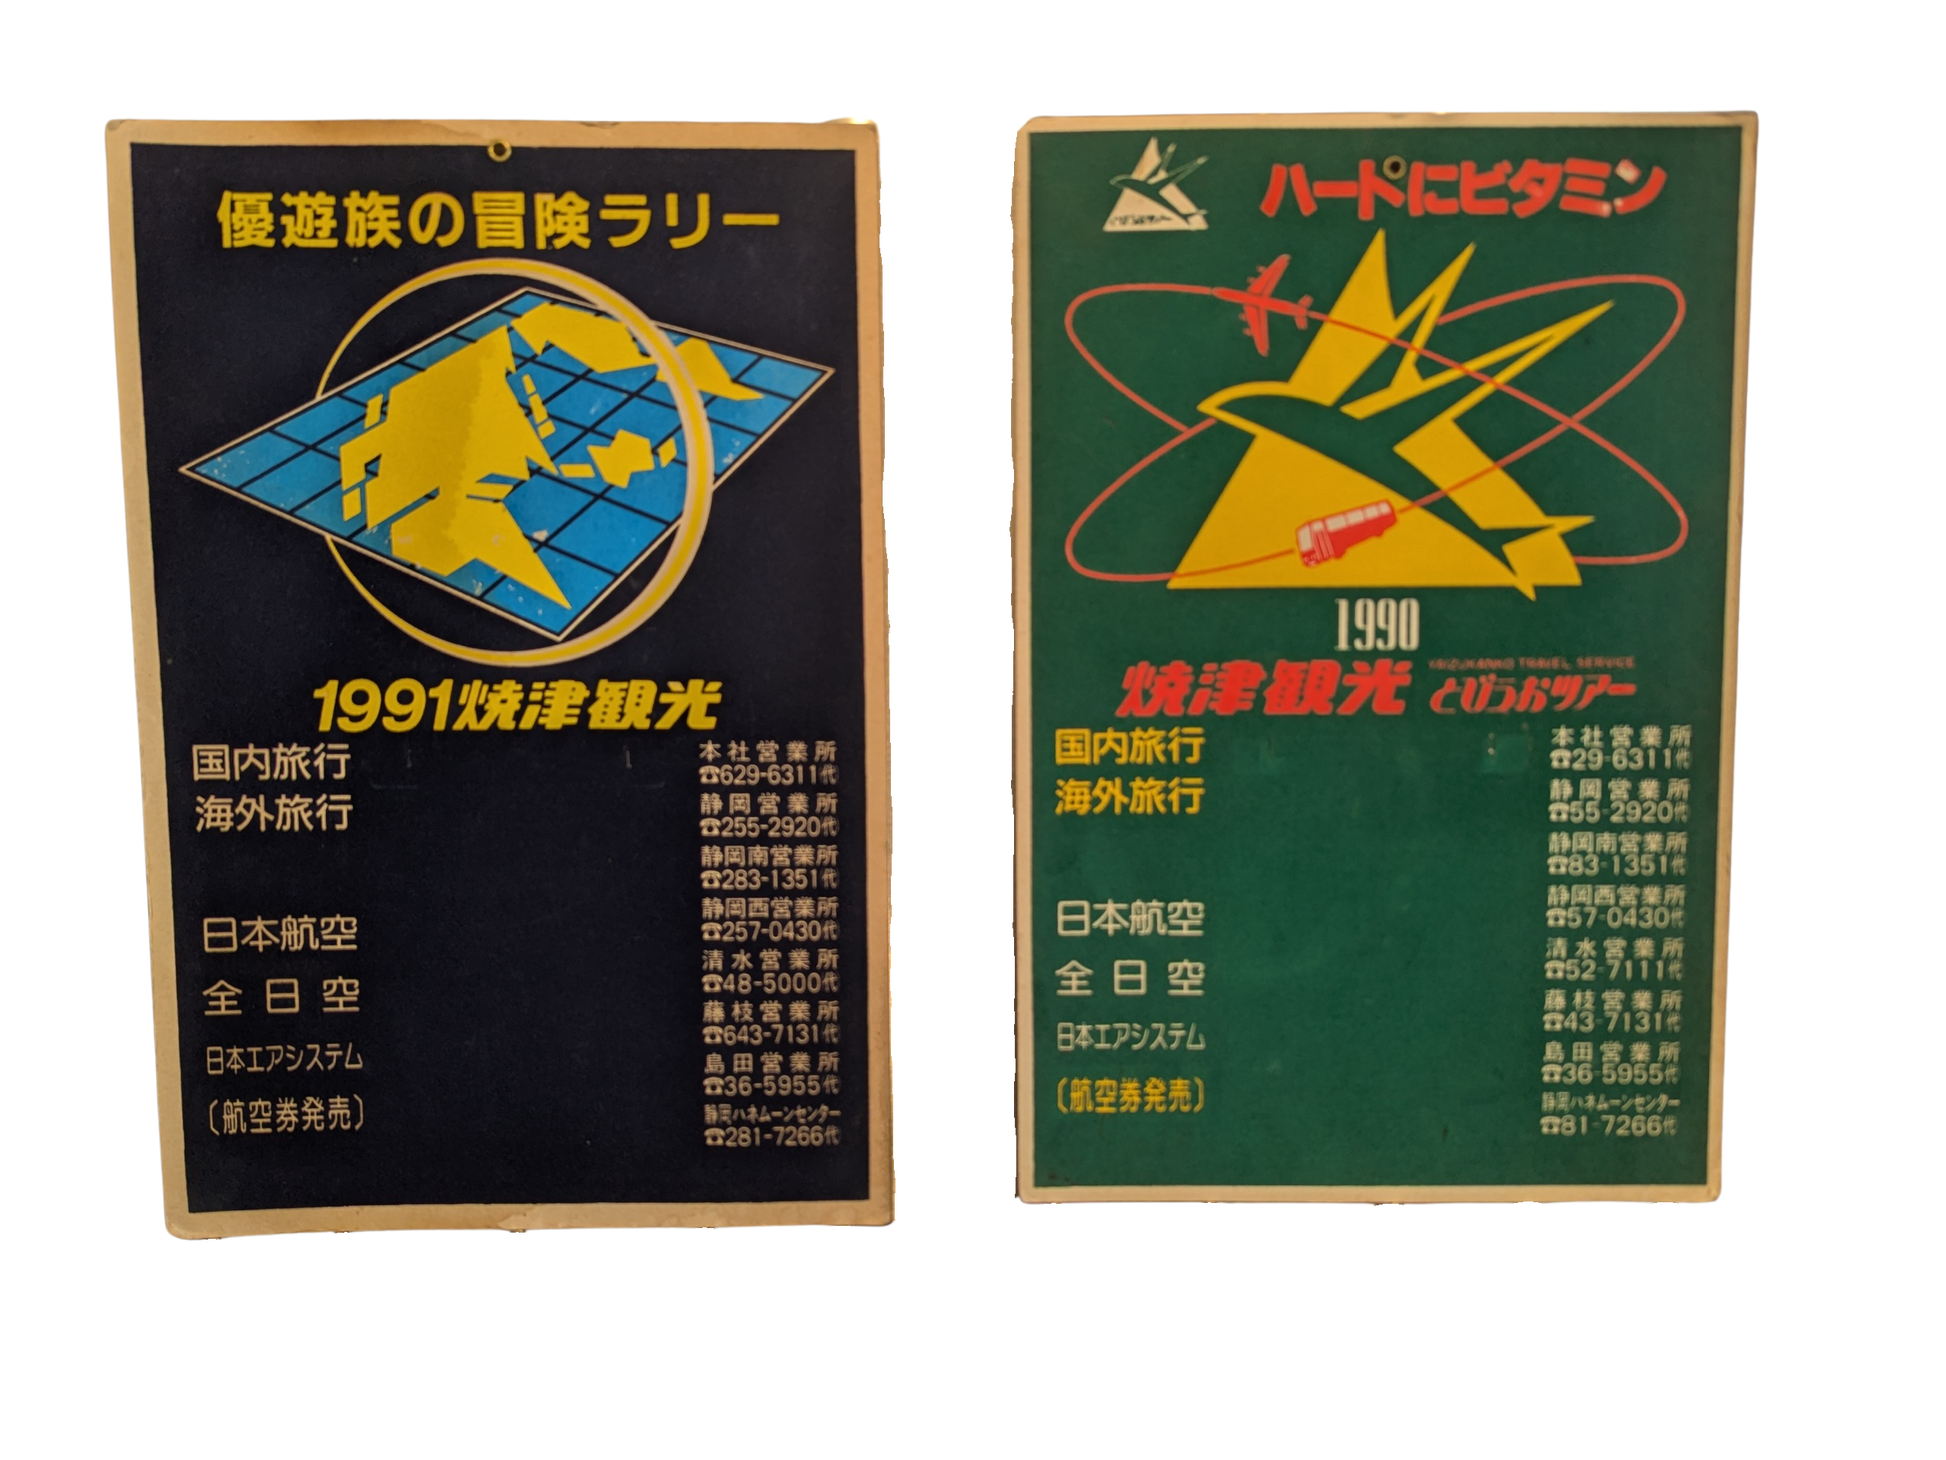 優遊族の冒険ラリー
1991焼津観光
国内旅行
海外旅行
日本航空
全日空
日本エアシステム
(航空券発売)
本社営業所
☎629-6311代
静岡営業所
☎255-2920代
静岡南営業所
☎283-1351代
静岡西営業所
☎257-0430代
清水営業所
☎48-5000代
藤枝営業所
☎643-7131代
島田営業所
☎36-5955代
静岡ハネムーンセンター
☎281-7266代
とびうおツアー
ハートにビタミン
1990
YAIZUKANKO TRAVEL SERVICE
焼津観光 とびうおツアー
国内旅行
海外旅行
日本航空
全日空
日本エアシステム
(航空券発売)
本社営業所
☎29-6311代
静岡営業所
☎55-2920代
静岡南営業所
☎83-1351代
静岡西営業所
☎57-0430代
清水営業所
☎52-7111代
藤枝営業所
☎43-7131代
島田営業所
☎36-5955代
静岡ハネムーンセンター
☎81-7266代